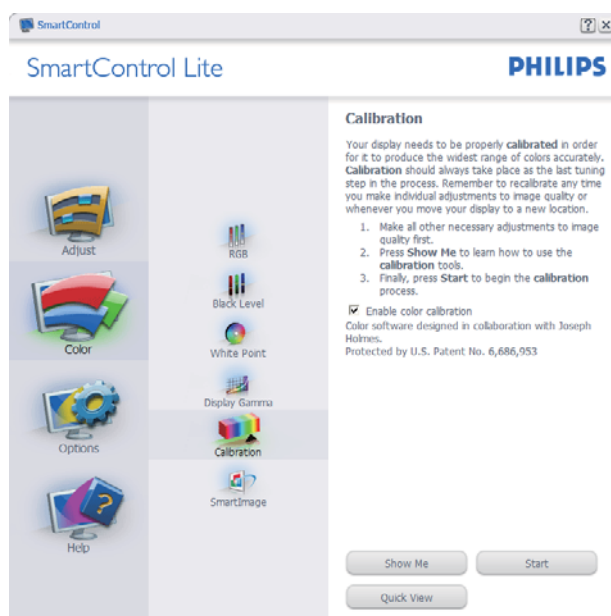 SmartControl
SmartControl Lite
PHILIPS
Adjust
Color
Options
Help
RGB
Black Level
White Point
Display Gamma
Calibration
SmartImage
Calibration
Your display needs to be properly calibrated in order
for it to produce the widest range of colors accurately.
Calibration should always take place as the last tuning
step in the process. Remember to recalibrate any time
you make individual adjustments to image quality or
whenever you move your display to a new location.
1. Make all other necessary adjustments to image
quality first.
2. Press Show Me to learn how to use the
calibration tools.
3. Finally, press Start to begin the calibration
process.
Enable color calibration
Color software designed in collaboration with Joseph
Holmes.
Protected by U.S. Patent No. 6,686,953
Show Me
Start
Quick View